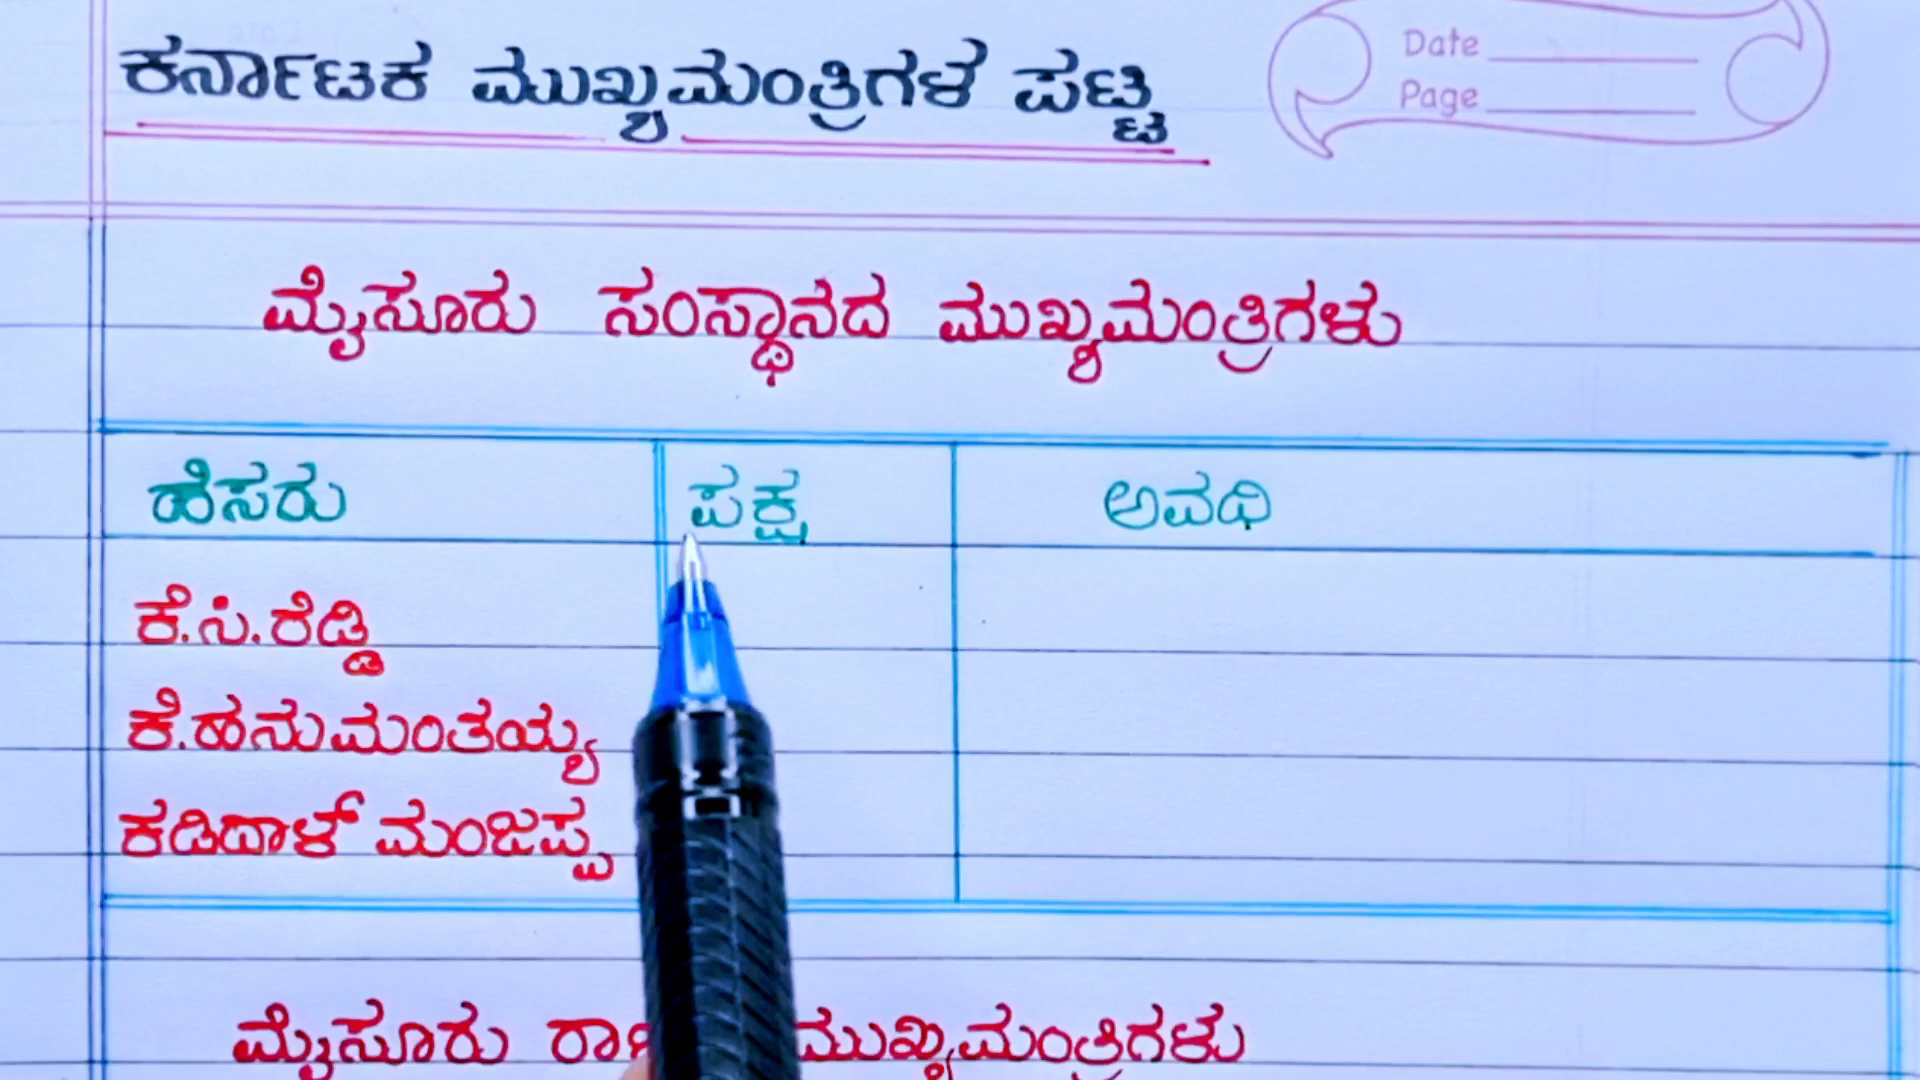 ಕರ್ನಾಟಕ ಮುಖ್ಯಮಂತ್ರಿಗಳ ಪಟ್ಟಿ
Date
Page
ಮೈಸೂರು ಸಂಸ್ಥಾನದ ಮುಖ್ಯಮಂತ್ರಿಗಳು
ಹೆಸರು ಪಕ್ಷ ಅವಧಿ
ಕೆ.ಸಿ.ರೆಡ್ಡಿ
ಕೆ.ಹನುಮಂತಯ್ಯ
ಕಡಿದಾಳ್ ಮಂಜಪ್ಪ
ಮೈಸೂರು ಮುಖ್ಯಮಂತ್ರಿಗಳು